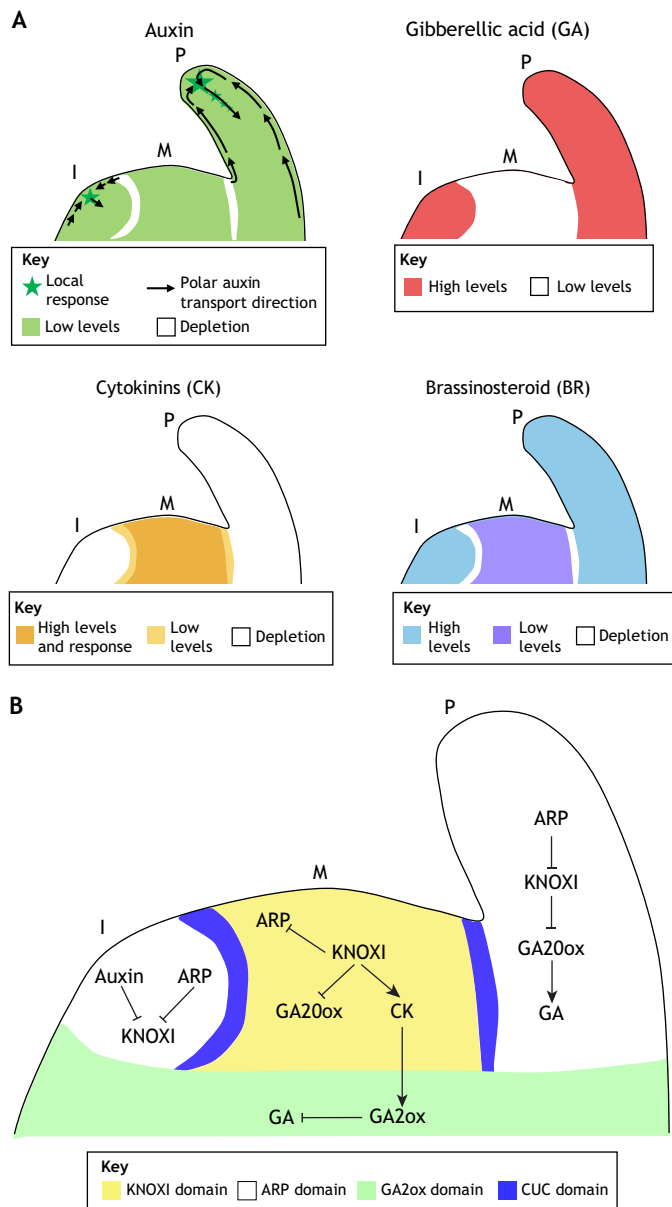 A
Auxin
P
M
I
Key
Local response
Polar auxin transport direction
Low levels
Depletion
Gibberellic acid (GA)
P
M
I
Key
High levels
Low levels
Cytokinins (CK)
P
M
I
Key
High levels and response
Low levels
Depletion
Brassinosteroid (BR)
P
M
I
Key
High levels
Low levels
Depletion
B
P
M
I
ARP
KNOXI
GA20ox
GA
ARP
KNOXI
GA20ox
CK
Auxin
ARP
KNOXI
GA
GA2ox
Key
KNOXI domain
ARP domain
GA2ox domain
CUC domain